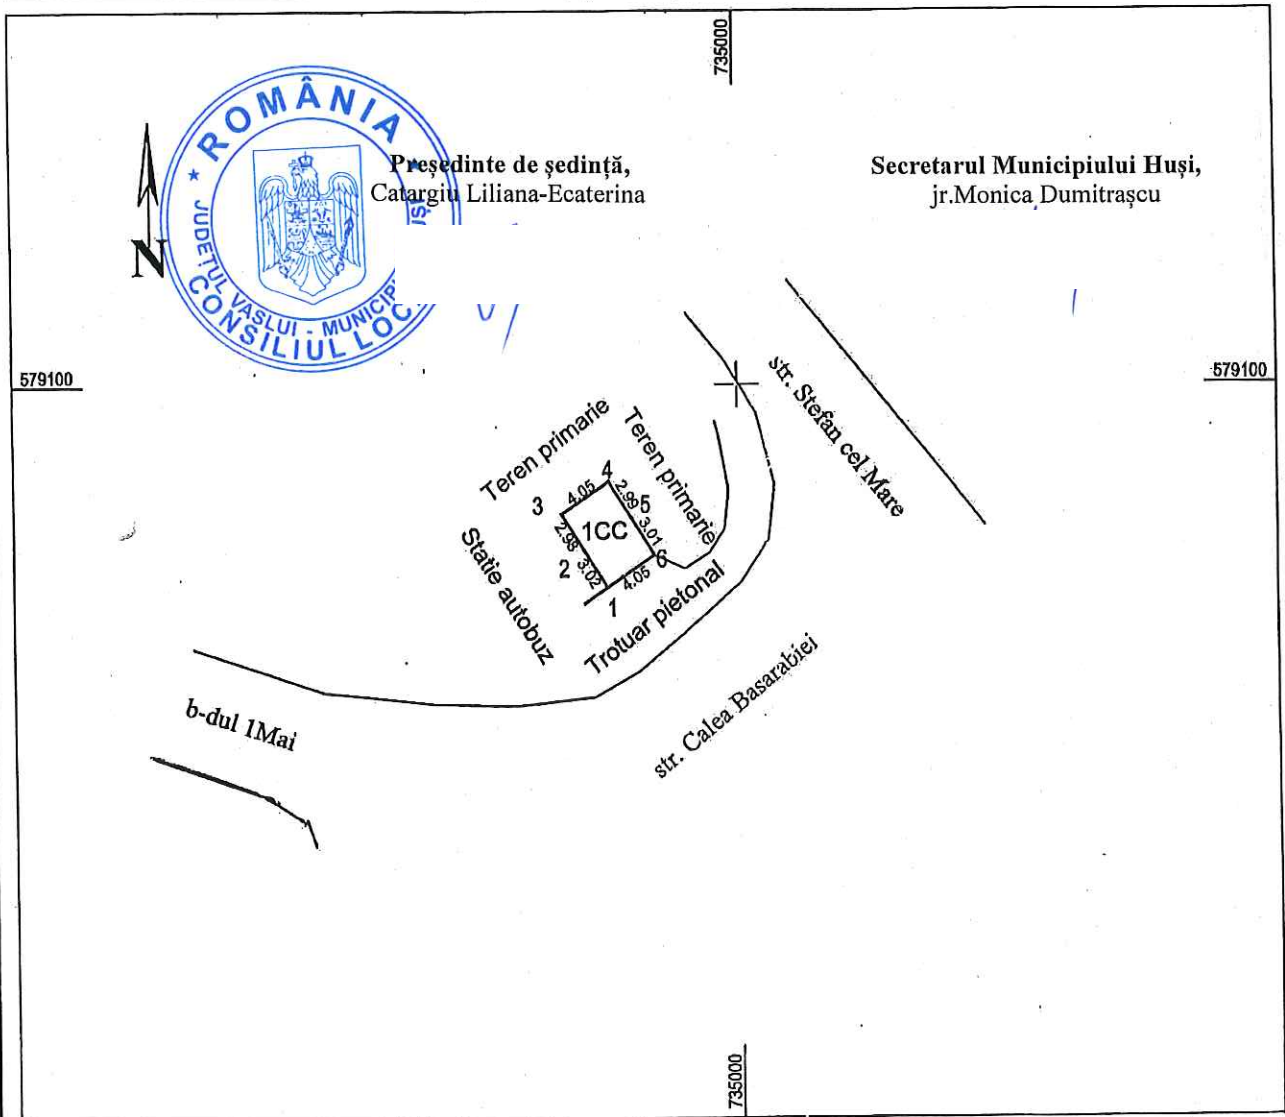 735000
ROMÂNIA
JUDEȚUL VASLUI - MUNICIP
CONSILIUL LOC
Președinte de ședință,
Catargiu Liliana-Ecaterina
Secretarul Municipiului Huși,
jr.Monica Dumitrașcu
N
579100
579100
str. Stefan cel Mare
Teren primarie
Teren primarie
4
3
4.05
2.99
5
1CC
3.01
2.98
6
2
3.02
4.05
1
Statie autobuz
Trotuar pietonal
str. Calea Basarabiei
b-dul 1Mai
735000